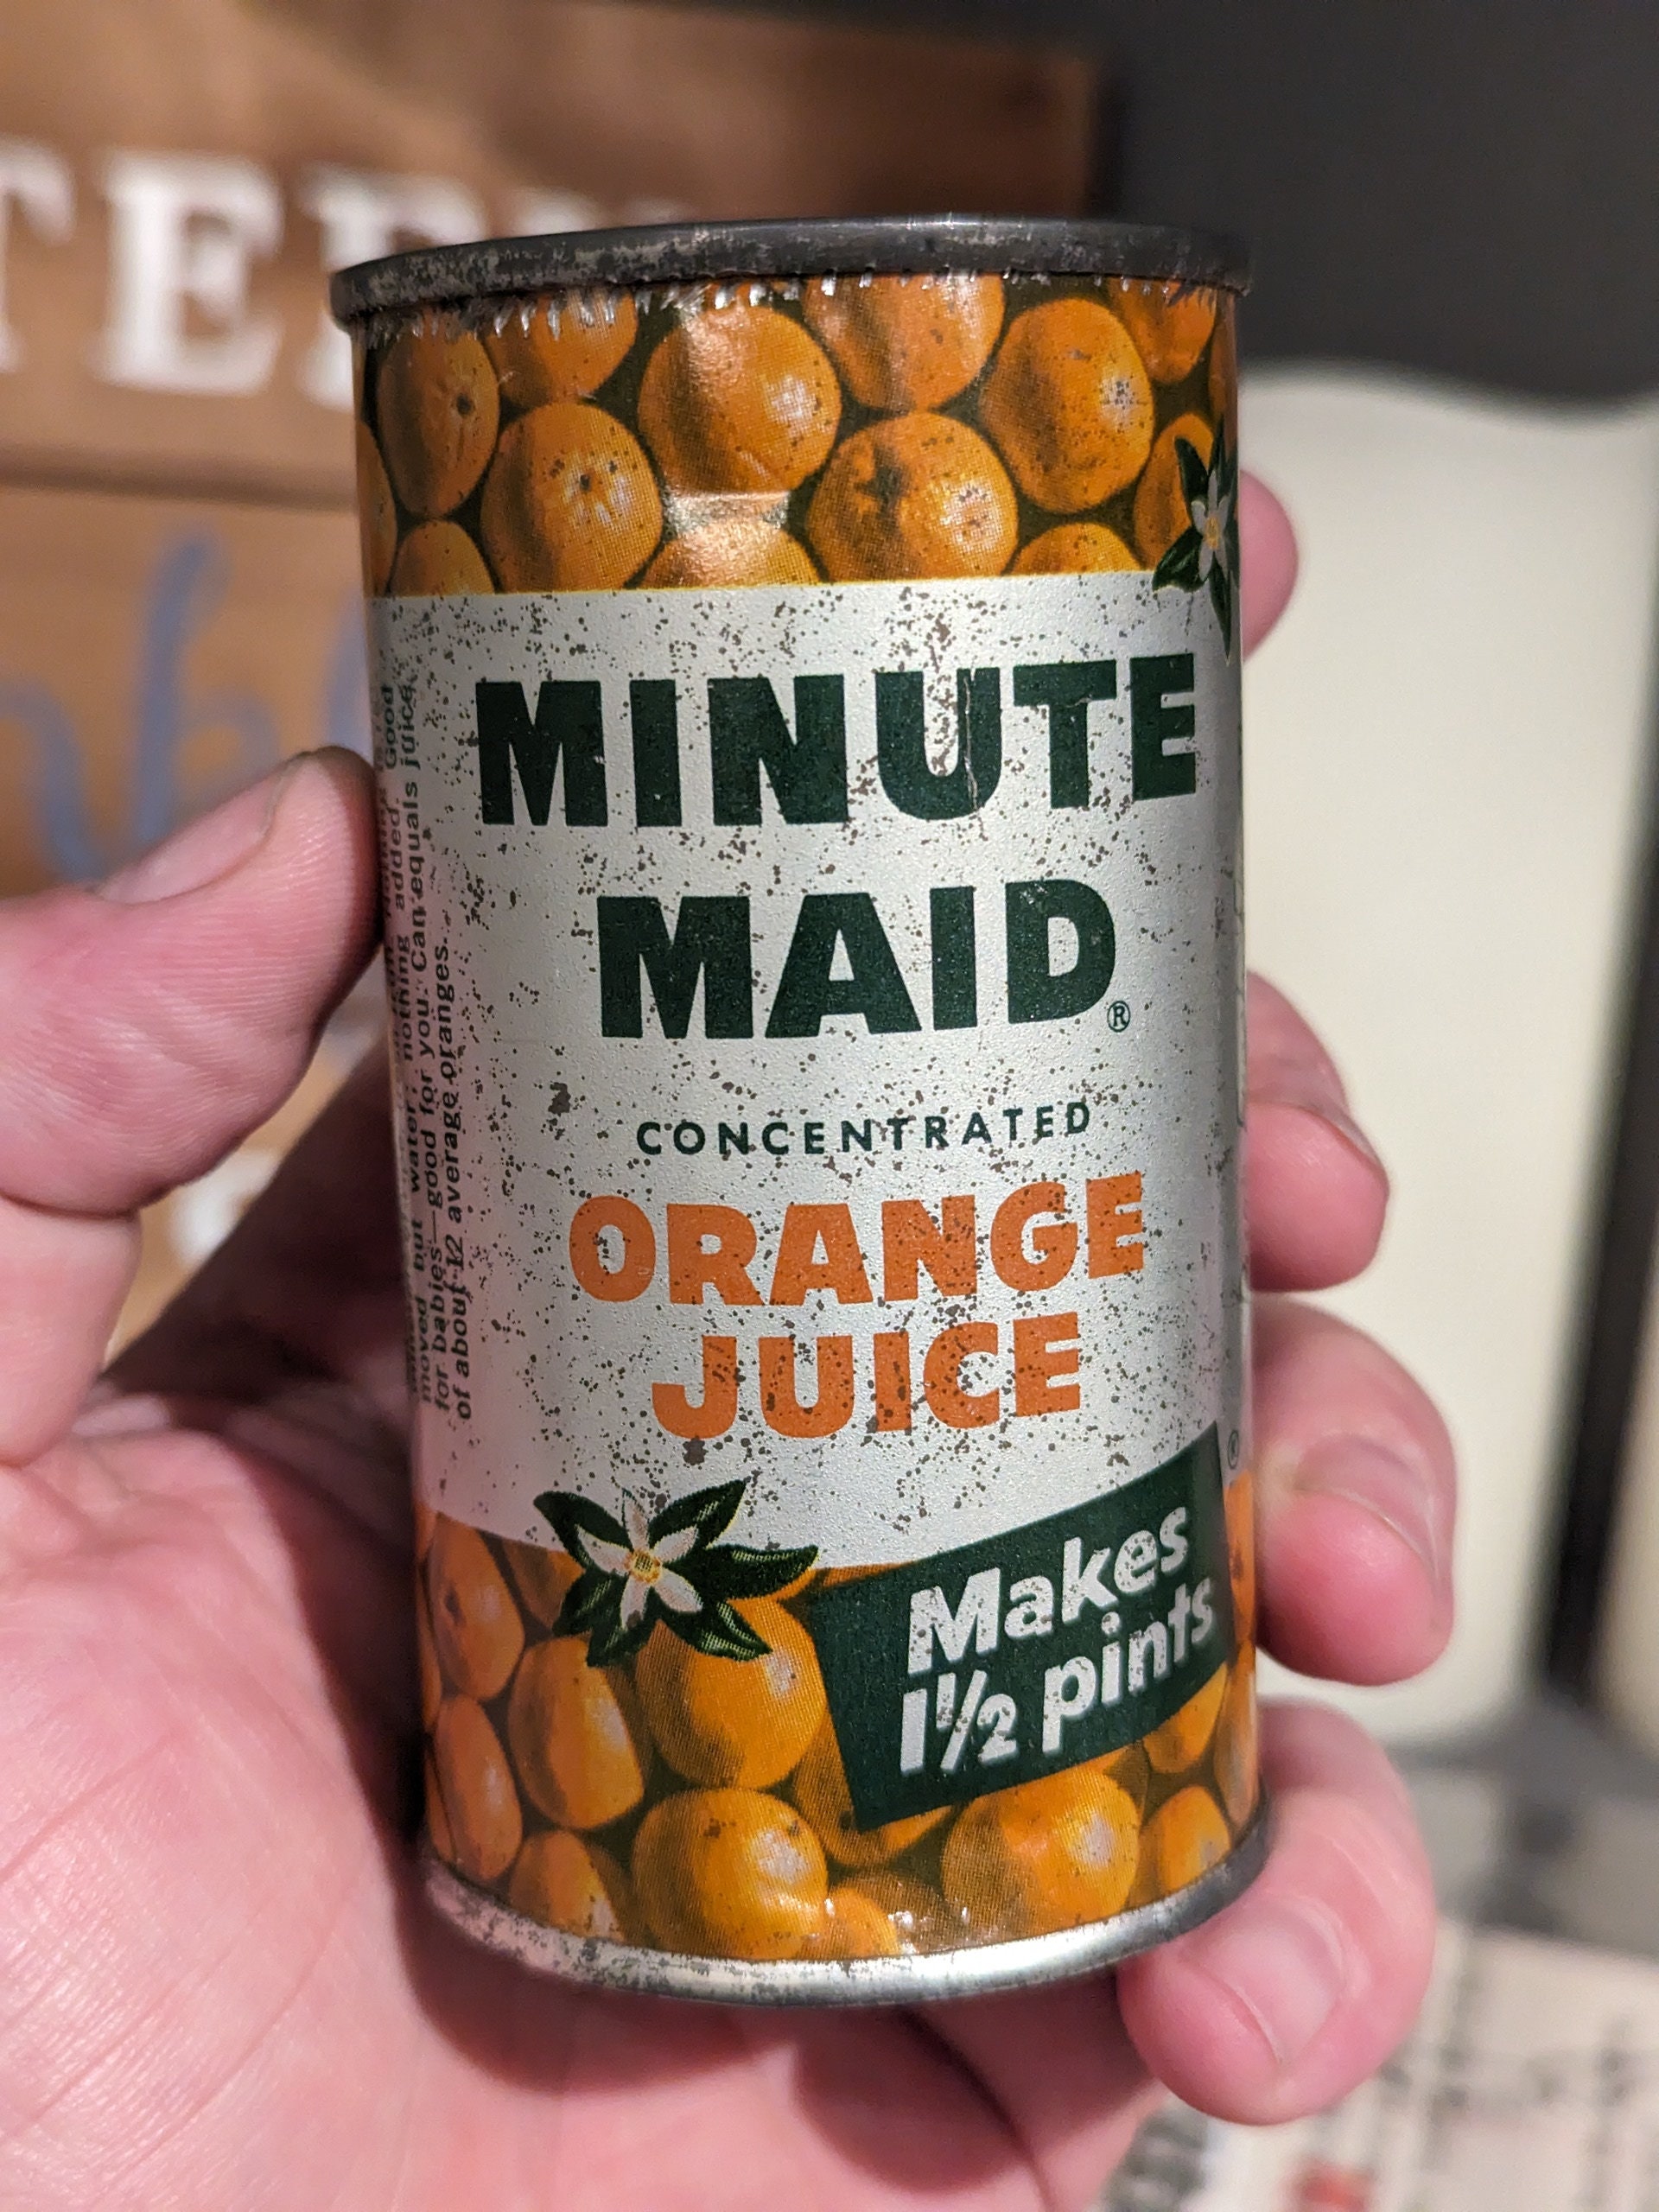 MINUTE
MAID®
CONCENTRATED
ORANGE
JUICE
Makes
1½ pints
moved but water, nothing added. Good
for babies—good for you. Can equals juice
of about 12 average oranges.
®
TE